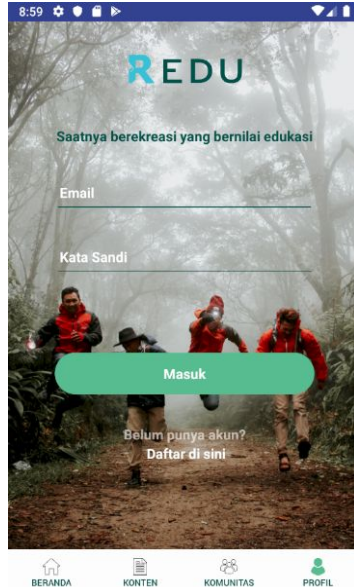 8:59
REDU
Saatnya berekreasi yang bernilai edukasi
Email
Kata Sandi
Masuk
Belum punya akun?
Daftar di sini
BERANDA KONTEN KOMUNITAS PROFIL